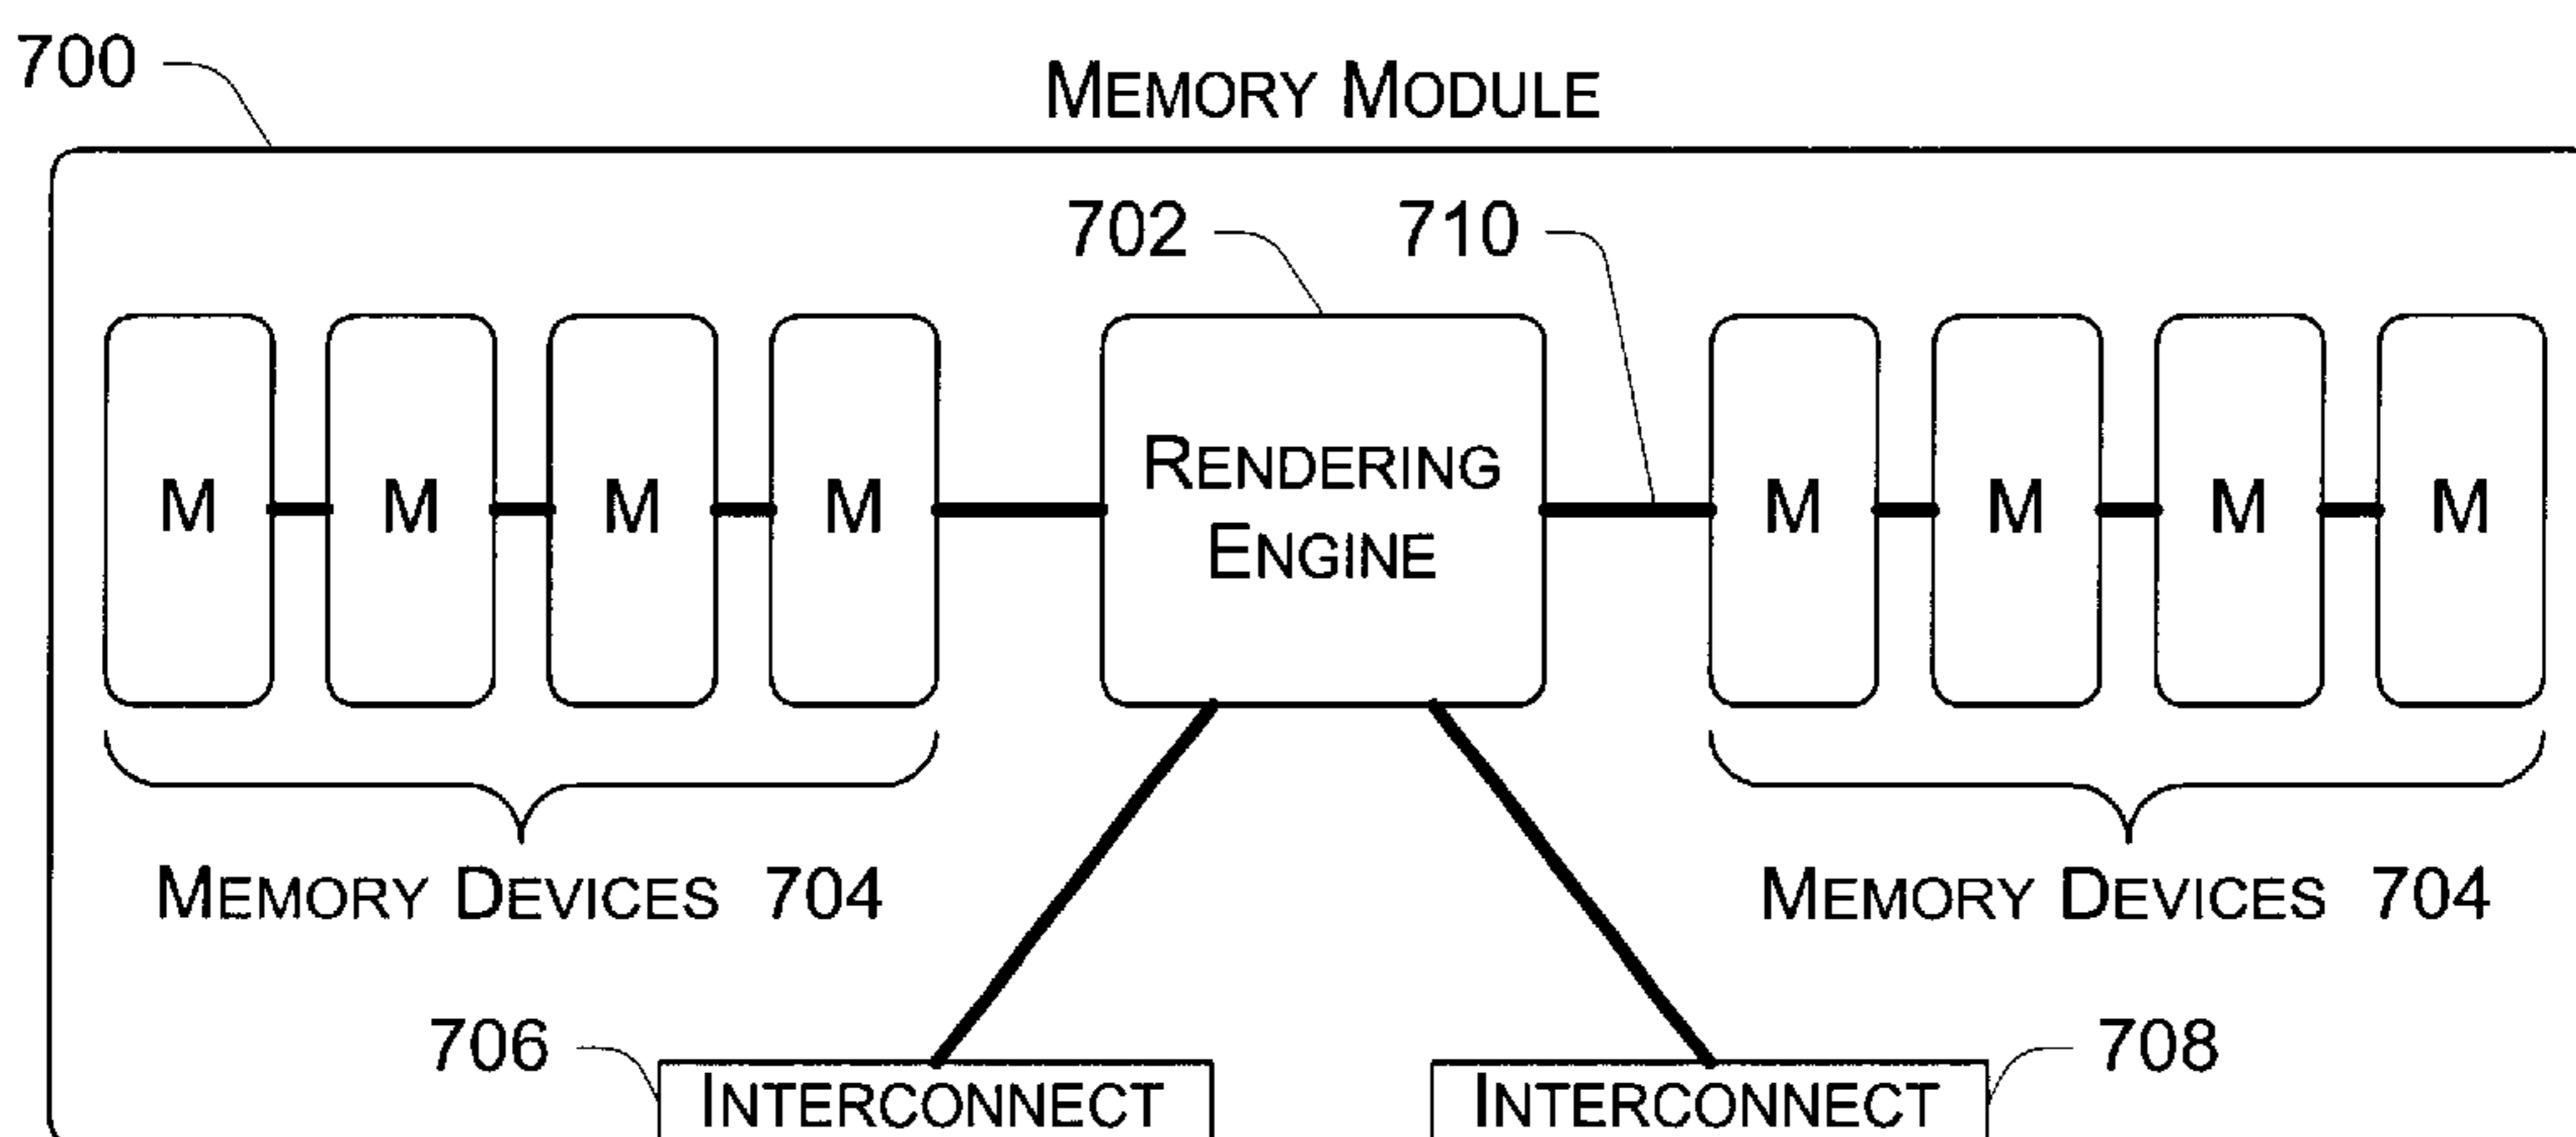 700
MEMORY MODULE
702
710
M M M M RENDERING ENGINE M M M M
MEMORY DEVICES 704
MEMORY DEVICES 704
706
708
INTERCONNECT
INTERCONNECT